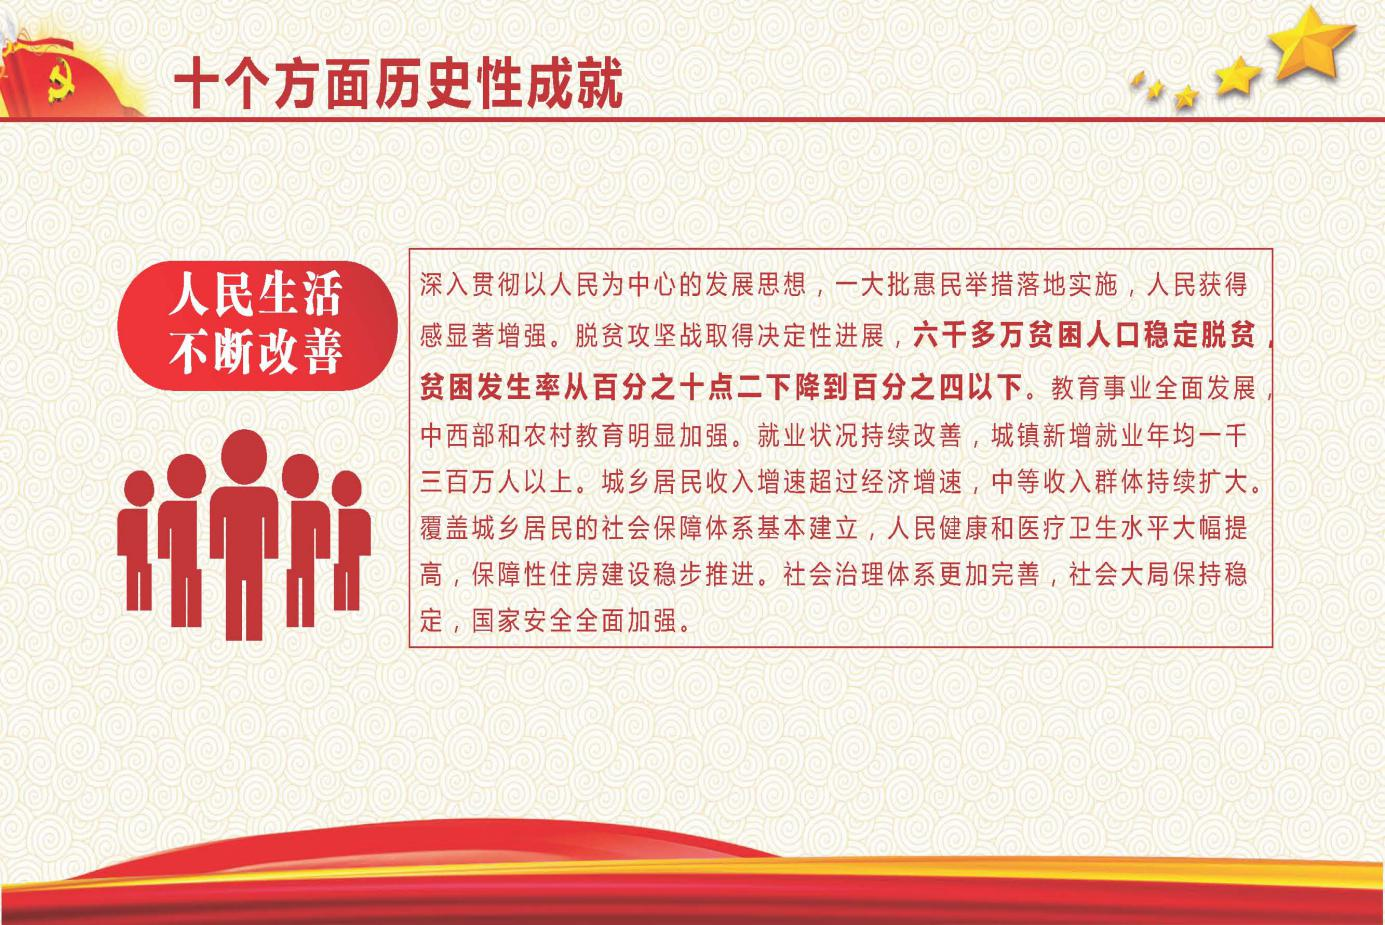 十个方面历史性成就
人民生活
不断改善
深入贯彻以人民为中心的发展思想，一大批惠民举措落地实施，人民获得
感显著增强。脱贫攻坚战取得决定性进展，六千多万贫困人口稳定脱贫，
贫困发生率从百分之十点二下降到百分之四以下。教育事业全面发展，
中西部和农村教育明显加强。就业状况持续改善，城镇新增就业年均一千
三百万人以上。城乡居民收入增速超过经济增速，中等收入群体持续扩大。
覆盖城乡居民的社会保障体系基本建立，人民健康和医疗卫生水平大幅提
高，保障性住房建设稳步推进。社会治理体系更加完善，社会大局保持稳
定，国家安全全面加强。